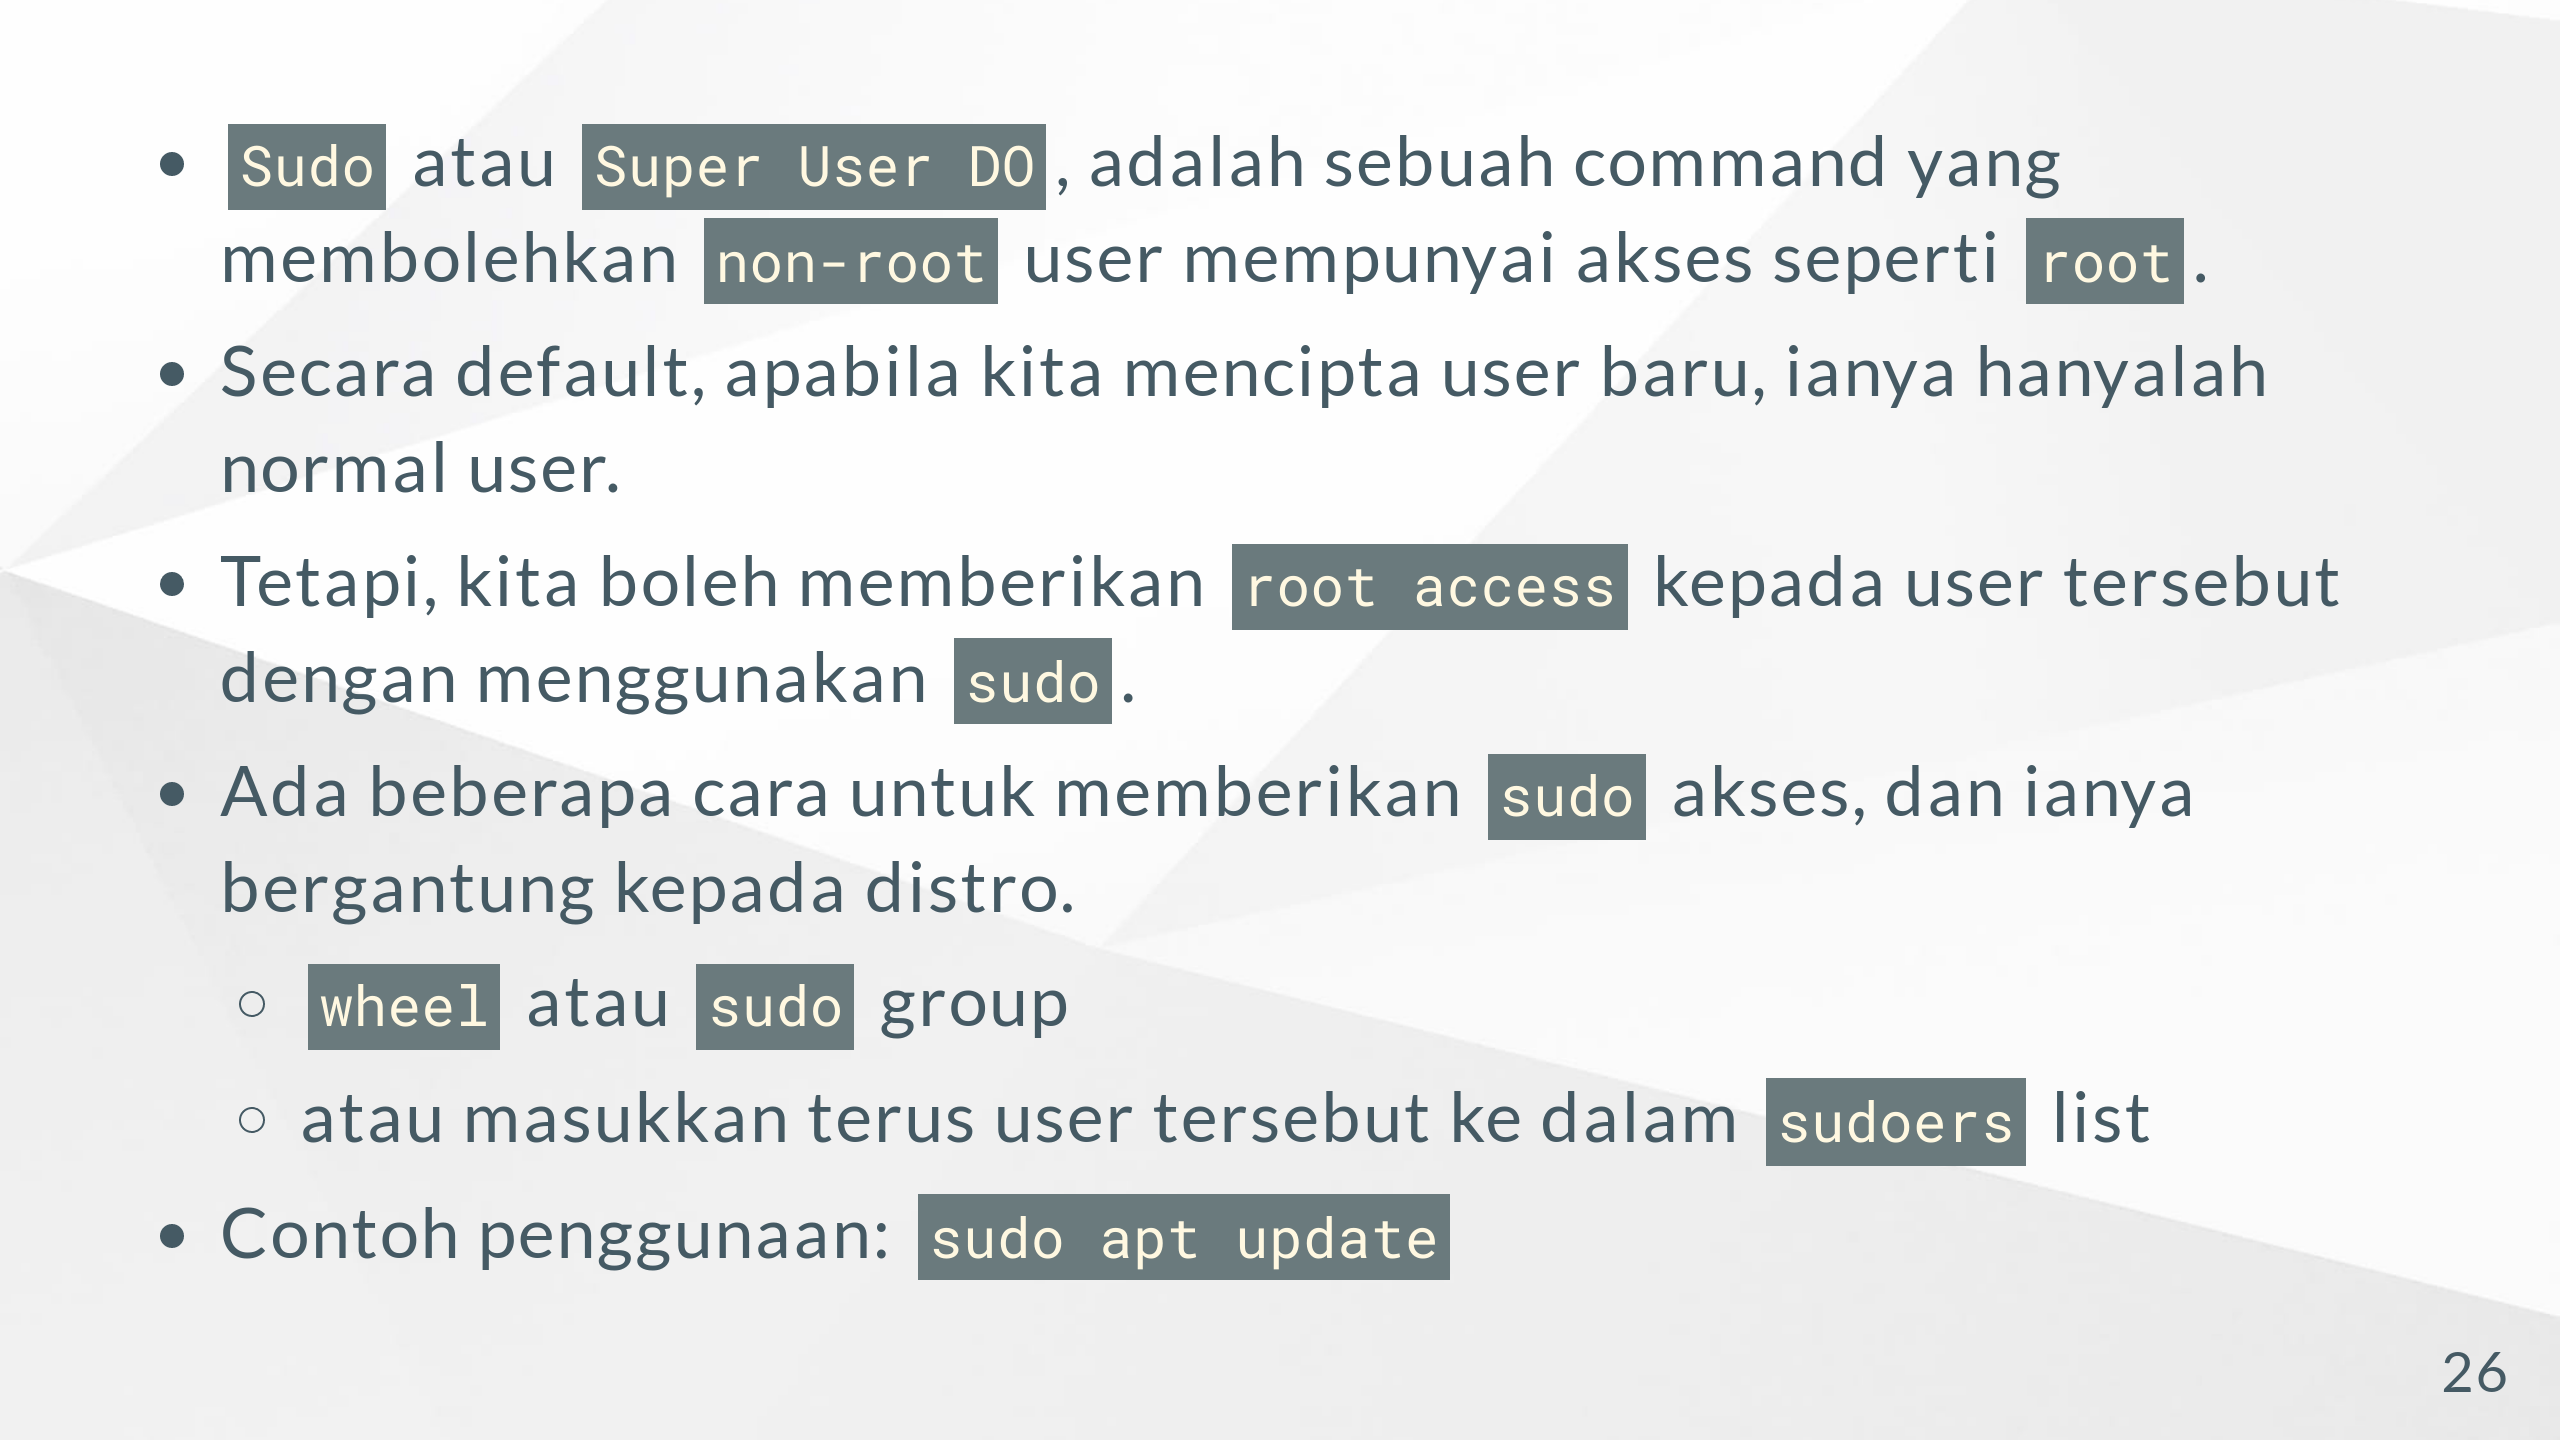 • Sudo atau Super User DO, adalah sebuah command yang
membolehkan non-root user mempunyai akses seperti root.
• Secara default, apabila kita mencipta user baru, ianya hanyalah
normal user.
• Tetapi, kita boleh memberikan root access kepada user tersebut
dengan menggunakan sudo.
• Ada beberapa cara untuk memberikan sudo akses, dan ianya
bergantung kepada distro.
○ wheel atau sudo group
○ atau masukkan terus user tersebut ke dalam sudoers list
• Contoh penggunaan: sudo apt update
26